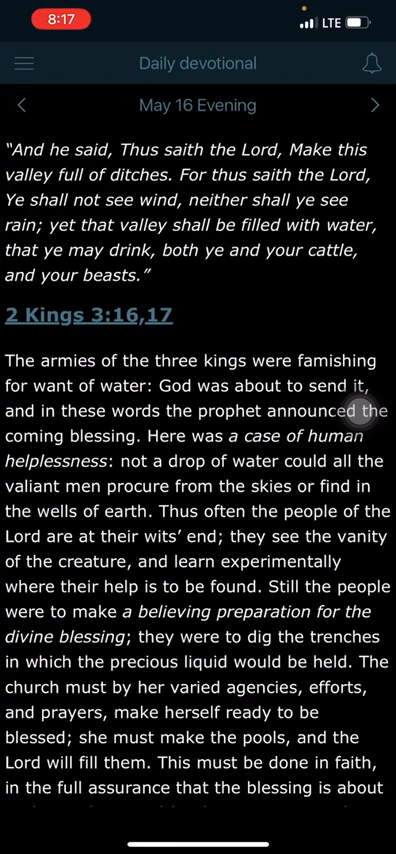 8:17
LTE
Daily devotional
May 16 Evening
“And he said, Thus saith the Lord, Make this
valley full of ditches. For thus saith the Lord,
Ye shall not see wind, neither shall ye see
rain; yet that valley shall be filled with water,
that ye may drink, both ye and your cattle,
and your beasts.”
2 Kings 3:16,17
The armies of the three kings were famishing
for want of water: God was about to send it,
and in these words the prophet announced the
coming blessing. Here was a case of human
helplessness: not a drop of water could all the
valiant men procure from the skies or find in
the wells of earth. Thus often the people of the
Lord are at their wits’ end; they see the vanity
of the creature, and learn experimentally
where their help is to be found. Still the people
were to make a believing preparation for the
divine blessing; they were to dig the trenches
in which the precious liquid would be held. The
church must by her varied agencies, efforts,
and prayers, make herself ready to be
blessed; she must make the pools, and the
Lord will fill them. This must be done in faith,
in the full assurance that the blessing is about